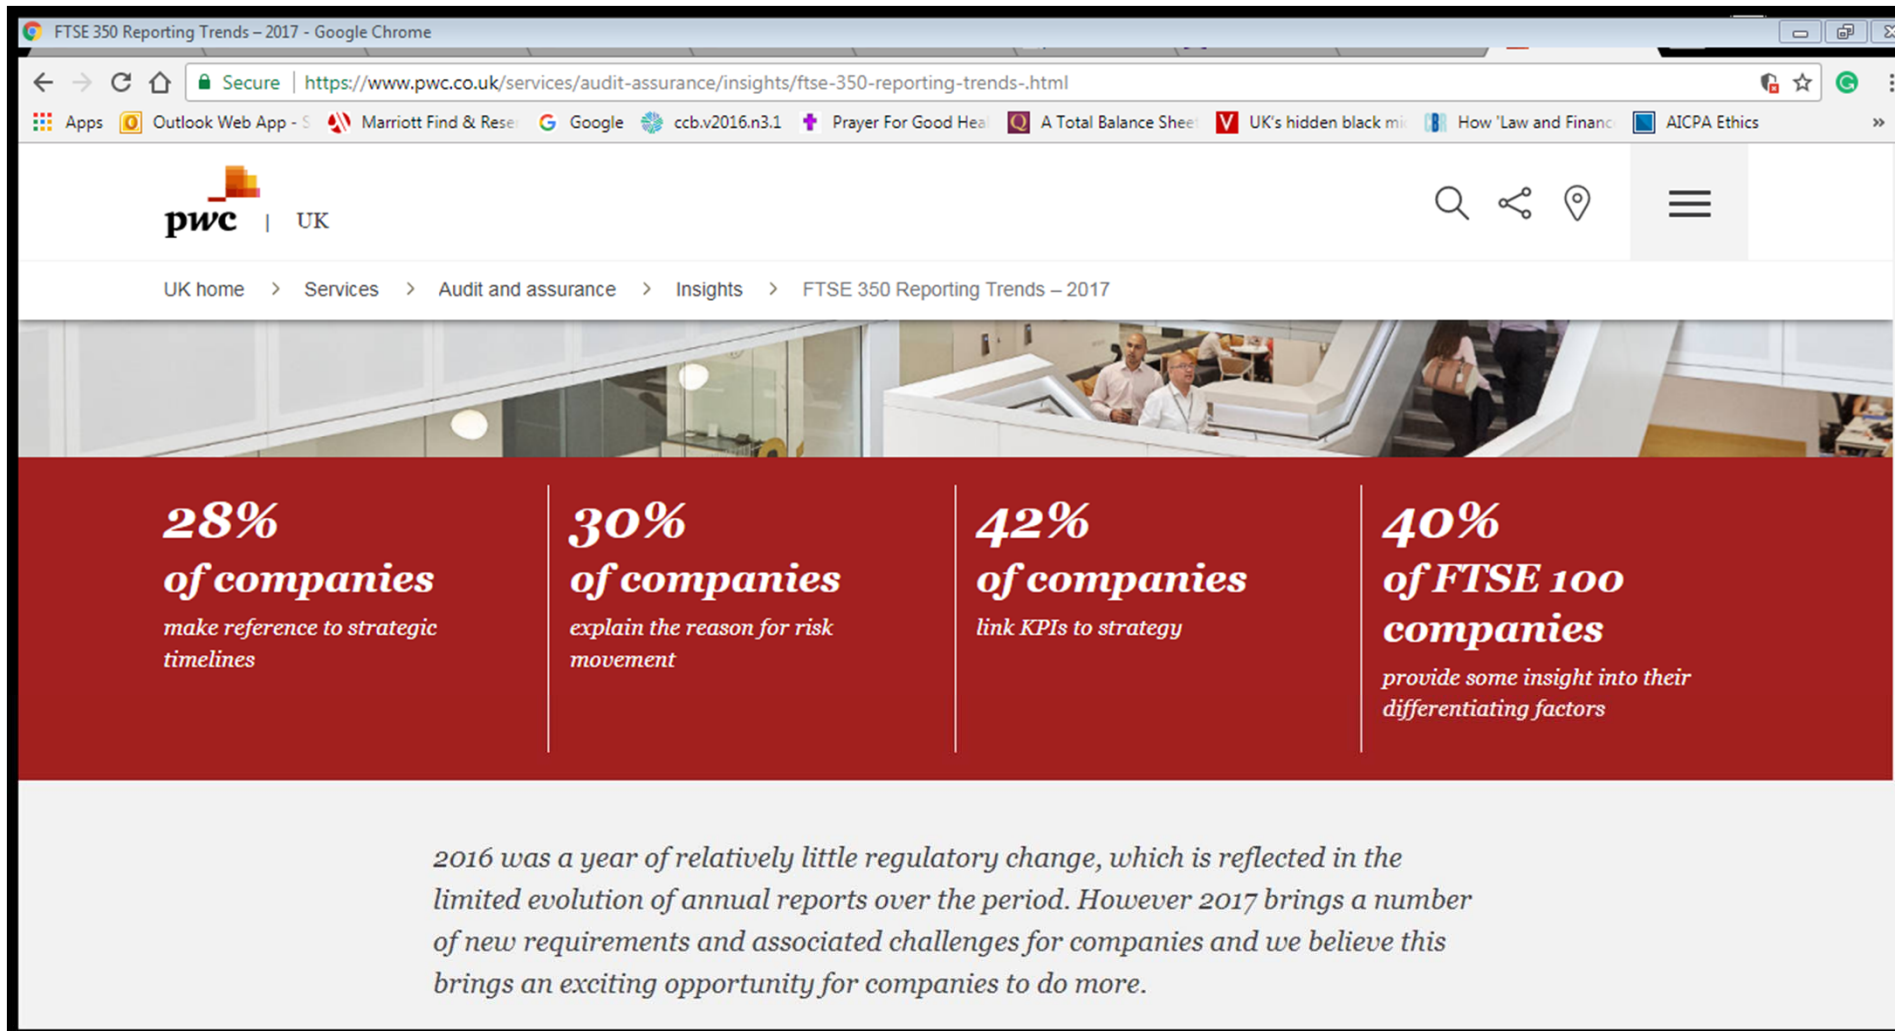 FTSE 350 Reporting Trends – 2017 - Google Chrome
Secure | https://www.pwc.co.uk/services/audit-assurance/insights/ftse-350-reporting-trends-.html
Apps Outlook Web App - S Marriott Find & Rese Google ccb.v2016.n3.1 Prayer For Good Hea A Total Balance Sheet UK's hidden black mi How 'Law and Financ AICPA Ethics »
pwc | UK
UK home > Services > Audit and assurance > Insights > FTSE 350 Reporting Trends – 2017
28%
of companies
make reference to strategic
timelines
30%
of companies
explain the reason for risk
movement
42%
of companies
link KPIs to strategy
40%
of FTSE 100
companies
provide some insight into their
differentiating factors
2016 was a year of relatively little regulatory change, which is reflected in the
limited evolution of annual reports over the period. However 2017 brings a number
of new requirements and associated challenges for companies and we believe this
brings an exciting opportunity for companies to do more.